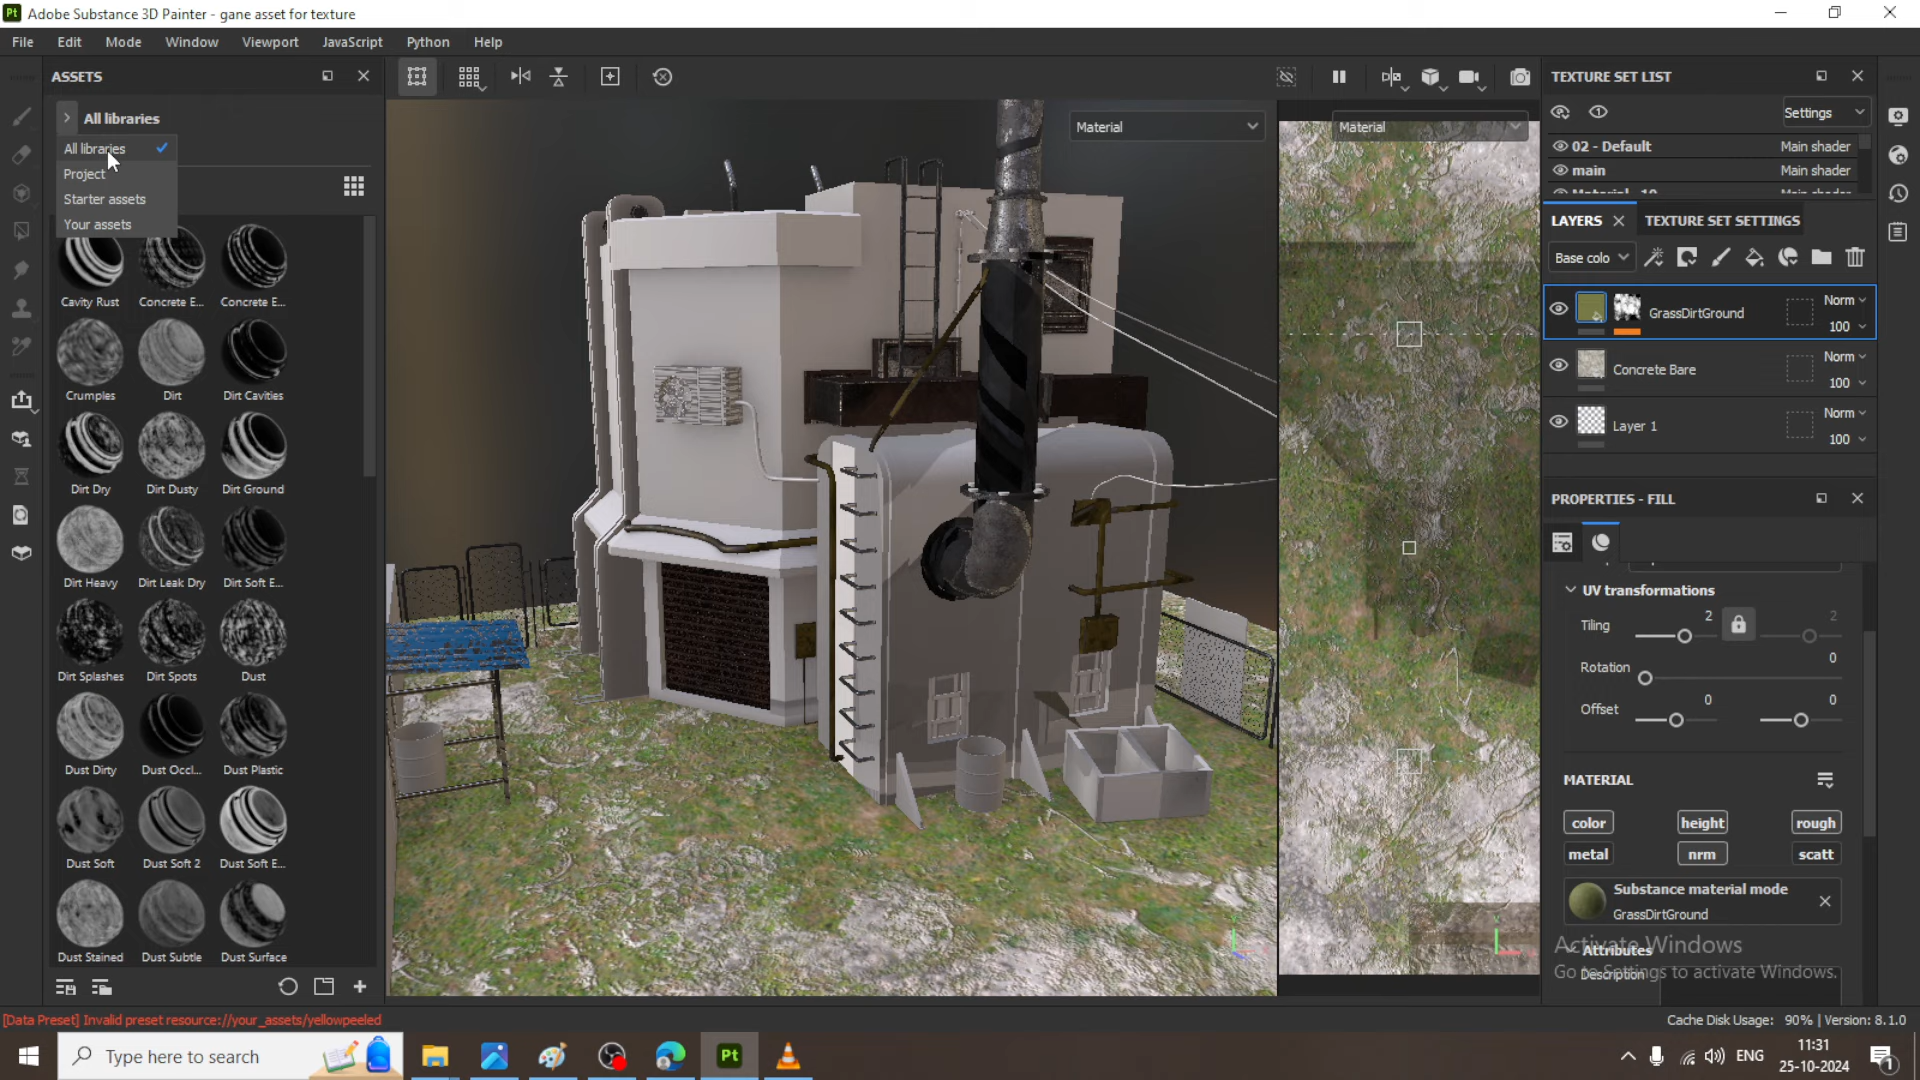 Adobe Substance 3D Painter - gane asset for texture
File Edit Mode Window Viewport JavaScript Python Help
ASSETS
All libraries
All libraries
Project
Starter assets
Your assets
Cavity Rust Concrete E... Concrete E...
Crumples Dirt Dirt Cavities
Dirt Dry Dirt Dusty Dirt Ground
Dirt Heavy Dirt Leak Dry Dirt Soft E...
Dirt Splashes Dirt Spots Dust
Dust Dirty Dust Occl... Dust Plastic
Dust Soft Dust Soft 2 Dust Soft E...
Dust Stained Dust Subtle Dust Surface
Material
Material
TEXTURE SET LIST
Settings
02 - Default Main shader
main Main shader
LAYERS TEXTURE SET SETTINGS
Base colo
GrassDirtGround Norm 100
Concrete Bare Norm 100
Layer 1 Norm 100
PROPERTIES - FILL
UV transformations
Tiling 2 2
Rotation 0
Offset 0 0
MATERIAL
color height rough
metal nrm scatt
Substance material mode
GrassDirtGround
Attributes
Description
Activate Windows
Go to Settings to activate Windows.
[Data Preset] Invalid preset resource://your_assets/yellowpeeled
Cache Disk Usage: 90% | Version: 8.1.0
Type here to search
Pt
ENG
11:31
25-10-2024
1